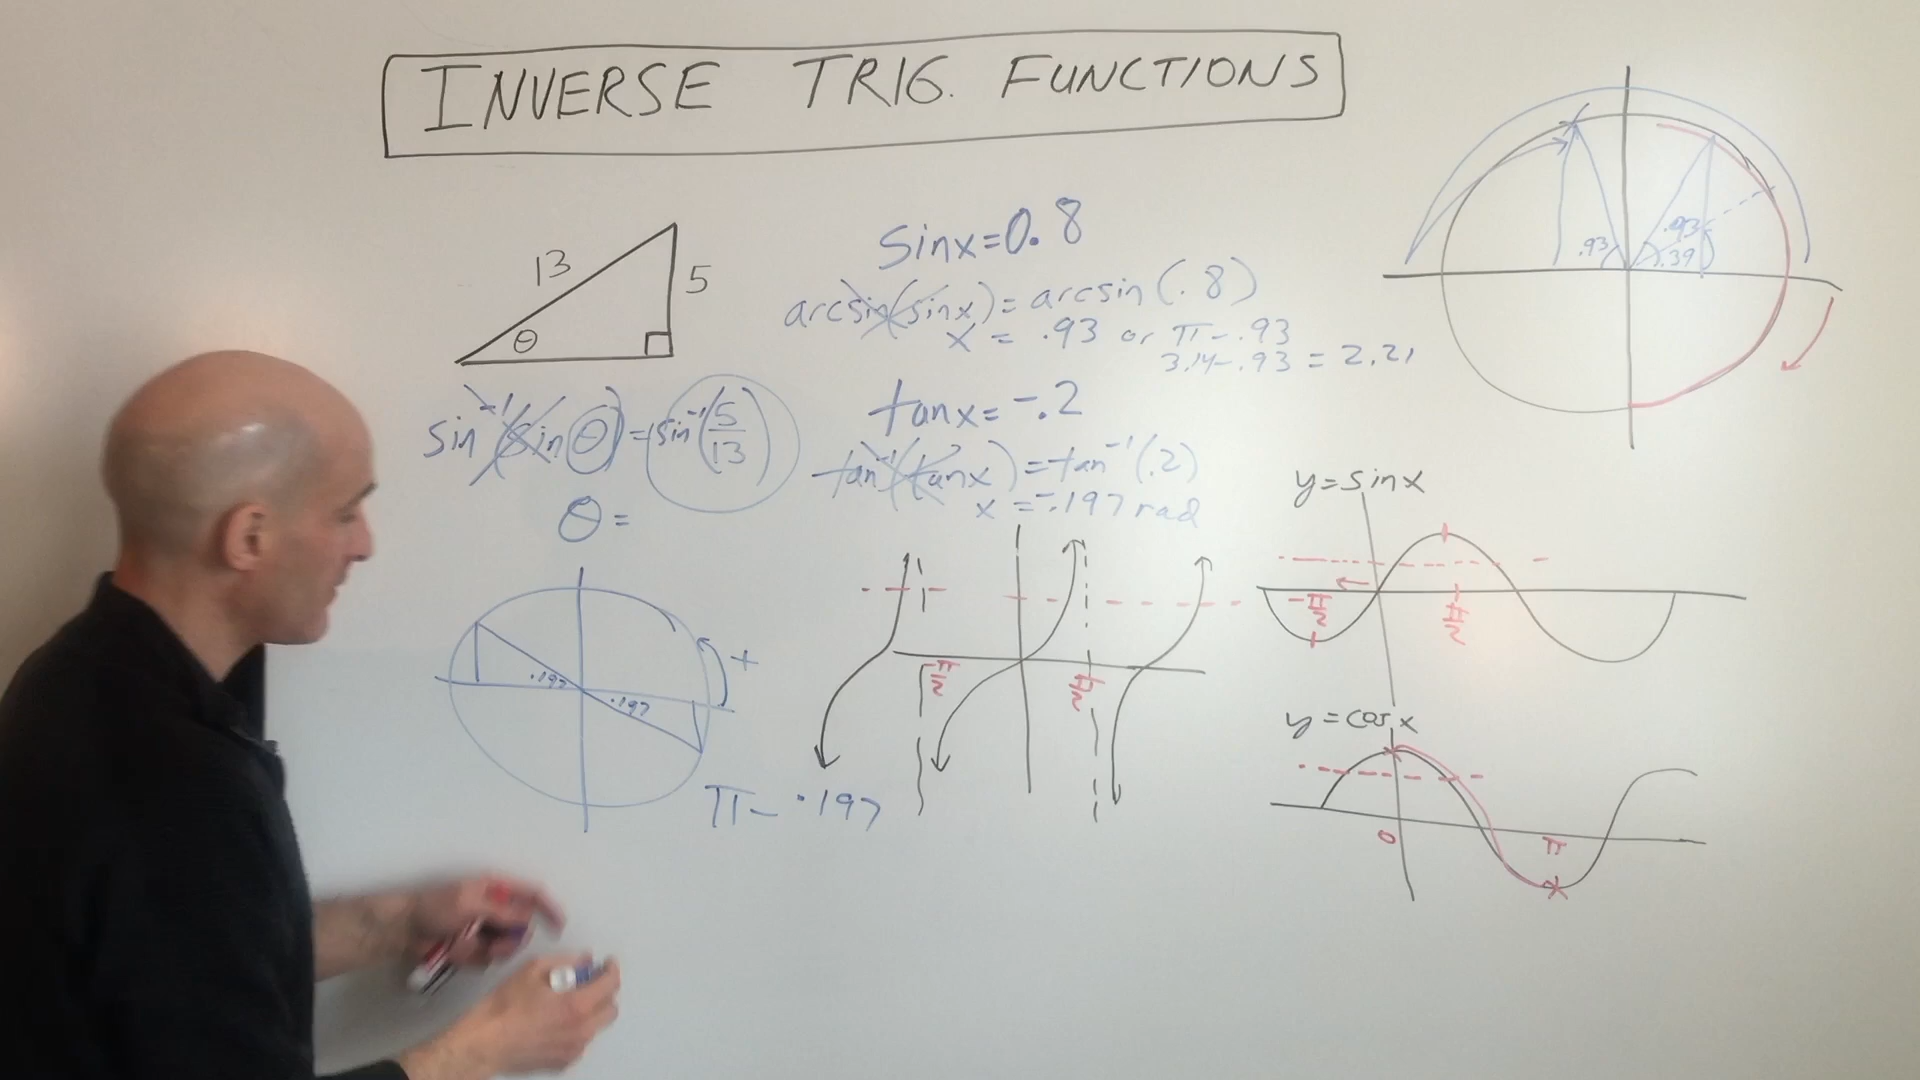 INVERSE TRIG. FUNCTIONS
13
5
θ
sin⁻¹(sin θ) = sin⁻¹(5/13)
θ =
sinx=0.8
arcsin(sinx) = arcsin(.8)
x = .93 or π - .93
3.14-.93 = 2.21
tanx=-.2
tan⁻¹(tanx) = tan⁻¹(.2)
x = -.197 rad
.93
.93
.39
.197
.197
+
π - .197
π/2
π/2
y=sinx
-π/2
π/2
y=cosx
0
π